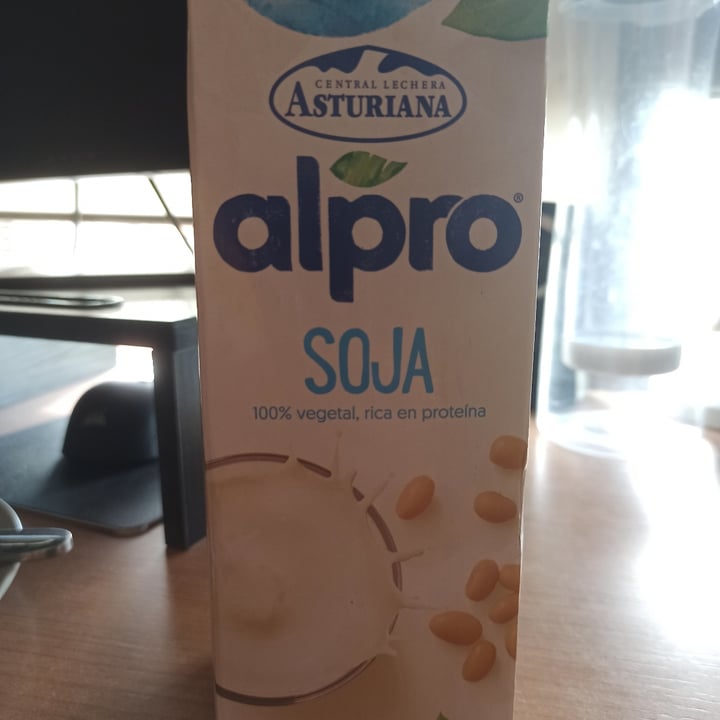 CENTRAL LECHERA
ASTURIANA
alpro®
SOJA
100% vegetal, rica en proteína